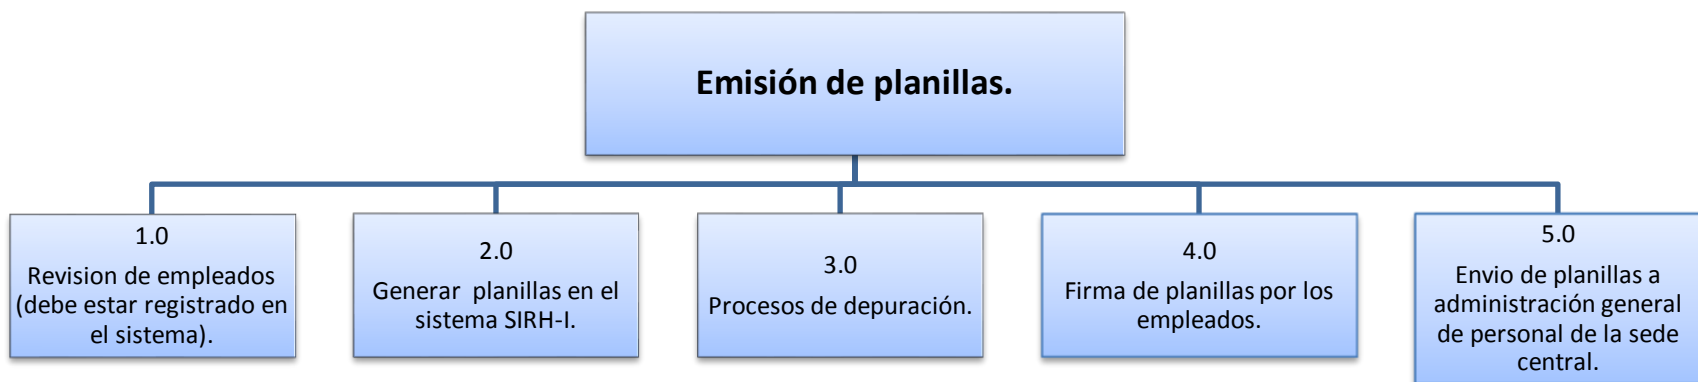 Emisión de planillas.
1.0
Revision de empleados
(debe estar registrado en
el sistema).
2.0
Generar planillas en el
sistema SIRH-I.
3.0
Procesos de depuración.
4.0
Firma de planillas por los
empleados.
5.0
Envio de planillas a
administración general
de personal de la sede
central.